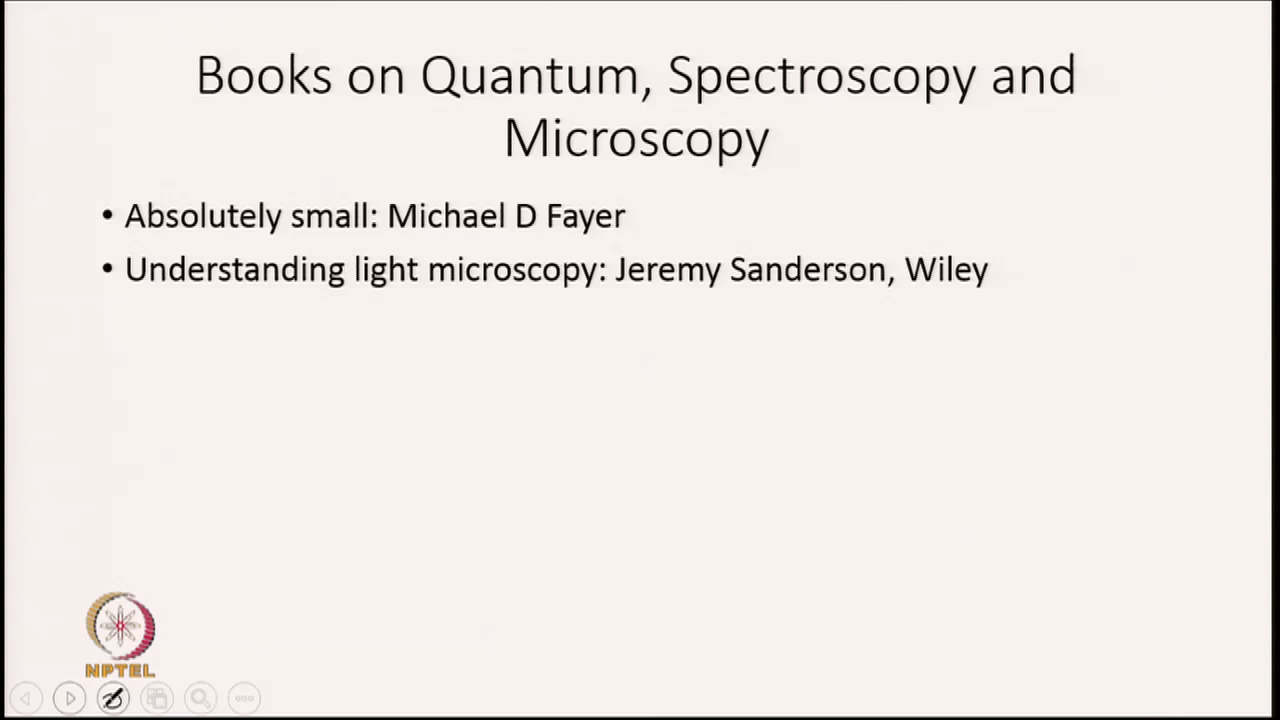 Books on Quantum, Spectroscopy and
Microscopy
• Absolutely small: Michael D Fayer
• Understanding light microscopy: Jeremy Sanderson, Wiley
NPTEL